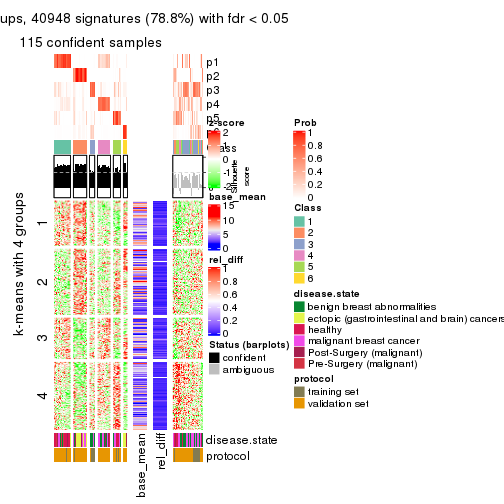 ups, 40948 signatures (78.8%) with fdr < 0.05
115 confident samples
p1
p2
p3
p4
p5
z-score
2
1
0
-1
-2
Silhouette
score
k-means with 4 groups
1
2
3
4
base_mean
15
10
5
0
rel_diff
1
0.8
0.6
0.4
0.2
0
Status (barplots)
confident
ambiguous
Prob
1
0.8
0.6
0.4
0.2
0
Class
1
2
3
4
5
6
disease.state
benign breast abnormalities
ectopic (gastrointestinal and brain) cancers
healthy
malignant breast cancer
Post-Surgery (malignant)
Pre-Surgery (malignant)
protocol
training set
validation set
disease.state
protocol
base_mean
rel_diff